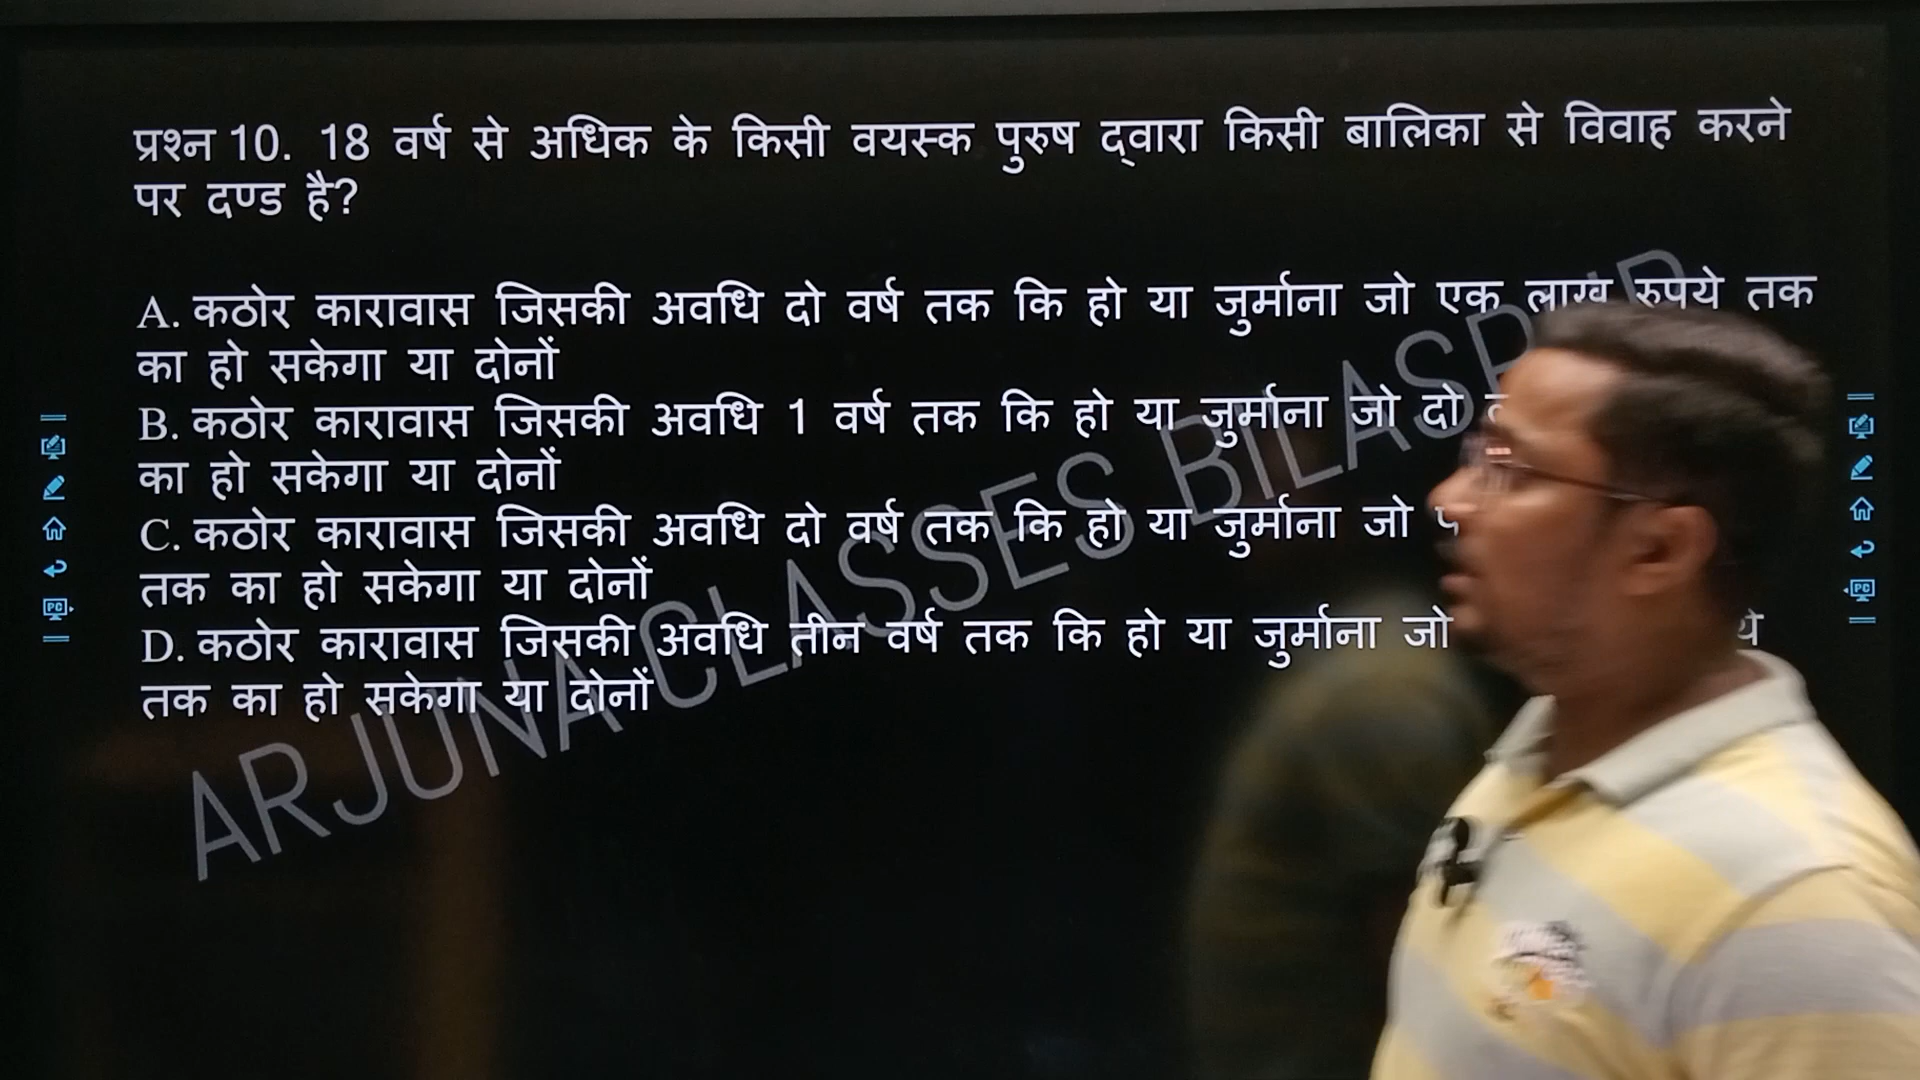 प्रश्न 10. 18 वर्ष से अधिक के किसी वयस्क पुरुष द्वारा किसी बालिका से विवाह करने
पर दण्ड है?
A. कठोर कारावास जिसकी अवधि दो वर्ष तक कि हो या जुर्माना जो एक लाख रुपये तक
का हो सकेगा या दोनों
B. कठोर कारावास जिसकी अवधि 1 वर्ष तक कि हो या जुर्माना जो दो
का हो सकेगा या दोनों
C. कठोर कारावास जिसकी अवधि दो वर्ष तक कि हो या जुर्माना जो
तक का हो सकेगा या दोनों
D. कठोर कारावास जिसकी अवधि तीन वर्ष तक कि हो या जुर्माना जो
तक का हो सकेगा या दोनों
ARJUNA CLASSES
PC
PC